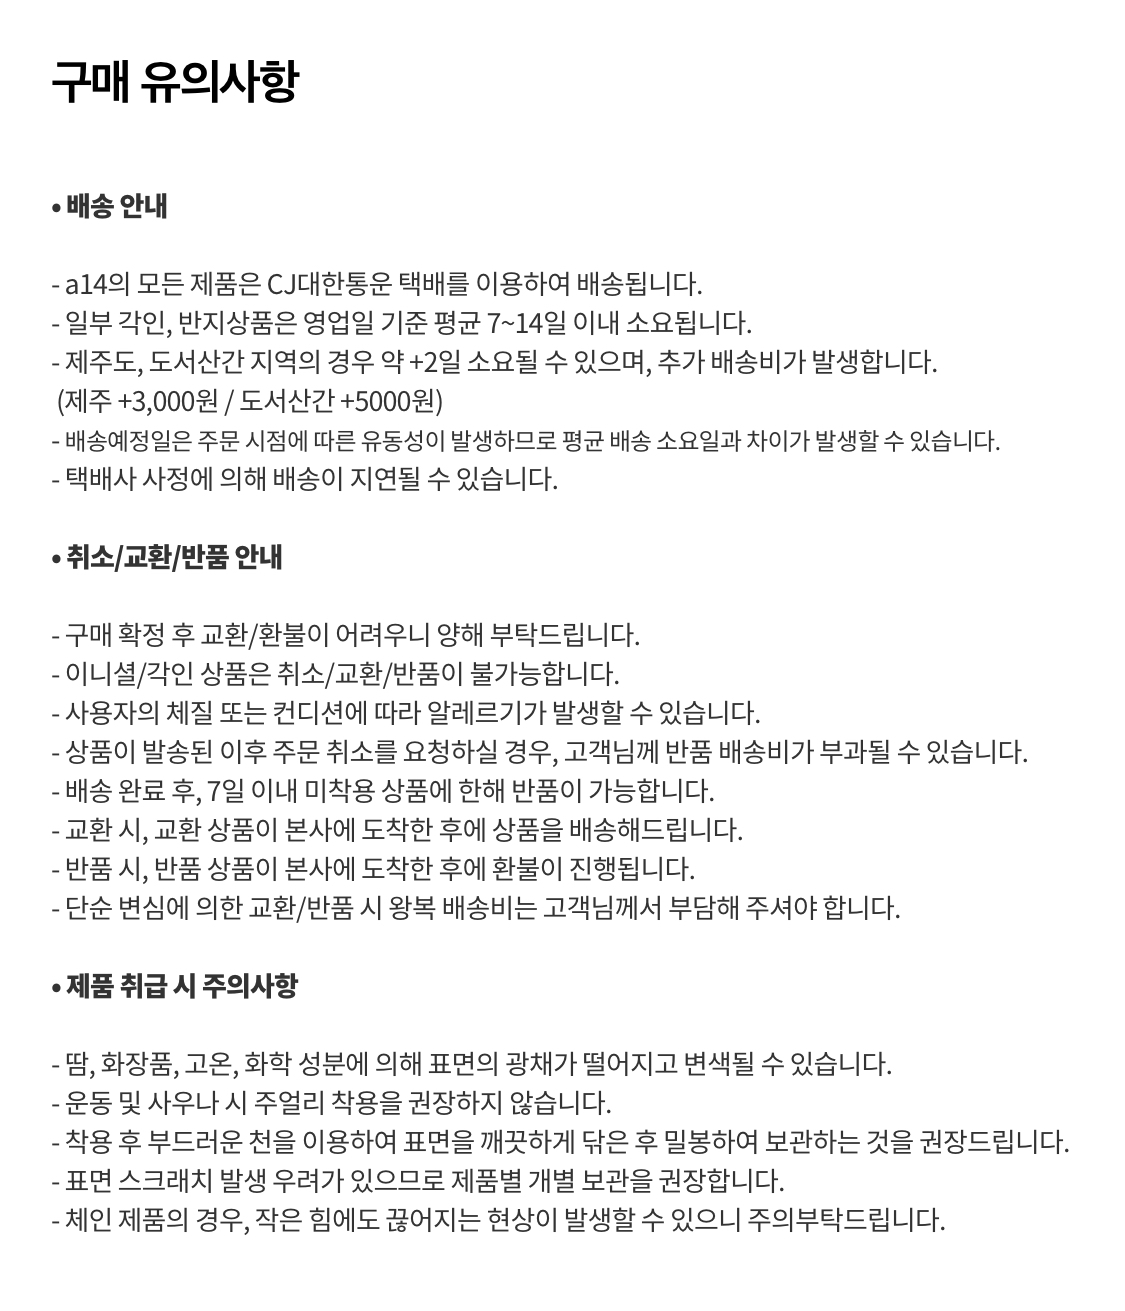 구매 유의사항
• 배송 안내
- a14의 모든 제품은 CJ대한통운 택배를 이용하여 배송됩니다.
- 일부 각인, 반지상품은 영업일 기준 평균 7~14일 이내 소요됩니다.
- 제주도, 도서산간 지역의 경우 약 +2일 소요될 수 있으며, 추가 배송비가 발생합니다.
(제주 +3,000원 / 도서산간 +5000원)
- 배송예정일은 주문 시점에 따른 유동성이 발생하므로 평균 배송 소요일과 차이가 발생할 수 있습니다.
- 택배사 사정에 의해 배송이 지연될 수 있습니다.
• 취소/교환/반품 안내
- 구매 확정 후 교환/환불이 어려우니 양해 부탁드립니다.
- 이니셜/각인 상품은 취소/교환/반품이 불가능합니다.
- 사용자의 체질 또는 컨디션에 따라 알레르기가 발생할 수 있습니다.
- 상품이 발송된 이후 주문 취소를 요청하실 경우, 고객님께 반품 배송비가 부과될 수 있습니다.
- 배송 완료 후, 7일 이내 미착용 상품에 한해 반품이 가능합니다.
- 교환 시, 교환 상품이 본사에 도착한 후에 상품을 배송해드립니다.
- 반품 시, 반품 상품이 본사에 도착한 후에 환불이 진행됩니다.
- 단순 변심에 의한 교환/반품 시 왕복 배송비는 고객님께서 부담해 주셔야 합니다.
• 제품 취급 시 주의사항
- 땀, 화장품, 고온, 화학 성분에 의해 표면의 광채가 떨어지고 변색될 수 있습니다.
- 운동 및 사우나 시 주얼리 착용을 권장하지 않습니다.
- 착용 후 부드러운 천을 이용하여 표면을 깨끗하게 닦은 후 밀봉하여 보관하는 것을 권장드립니다.
- 표면 스크래치 발생 우려가 있으므로 제품별 개별 보관을 권장합니다.
- 체인 제품의 경우, 작은 힘에도 끊어지는 현상이 발생할 수 있으니 주의부탁드립니다.